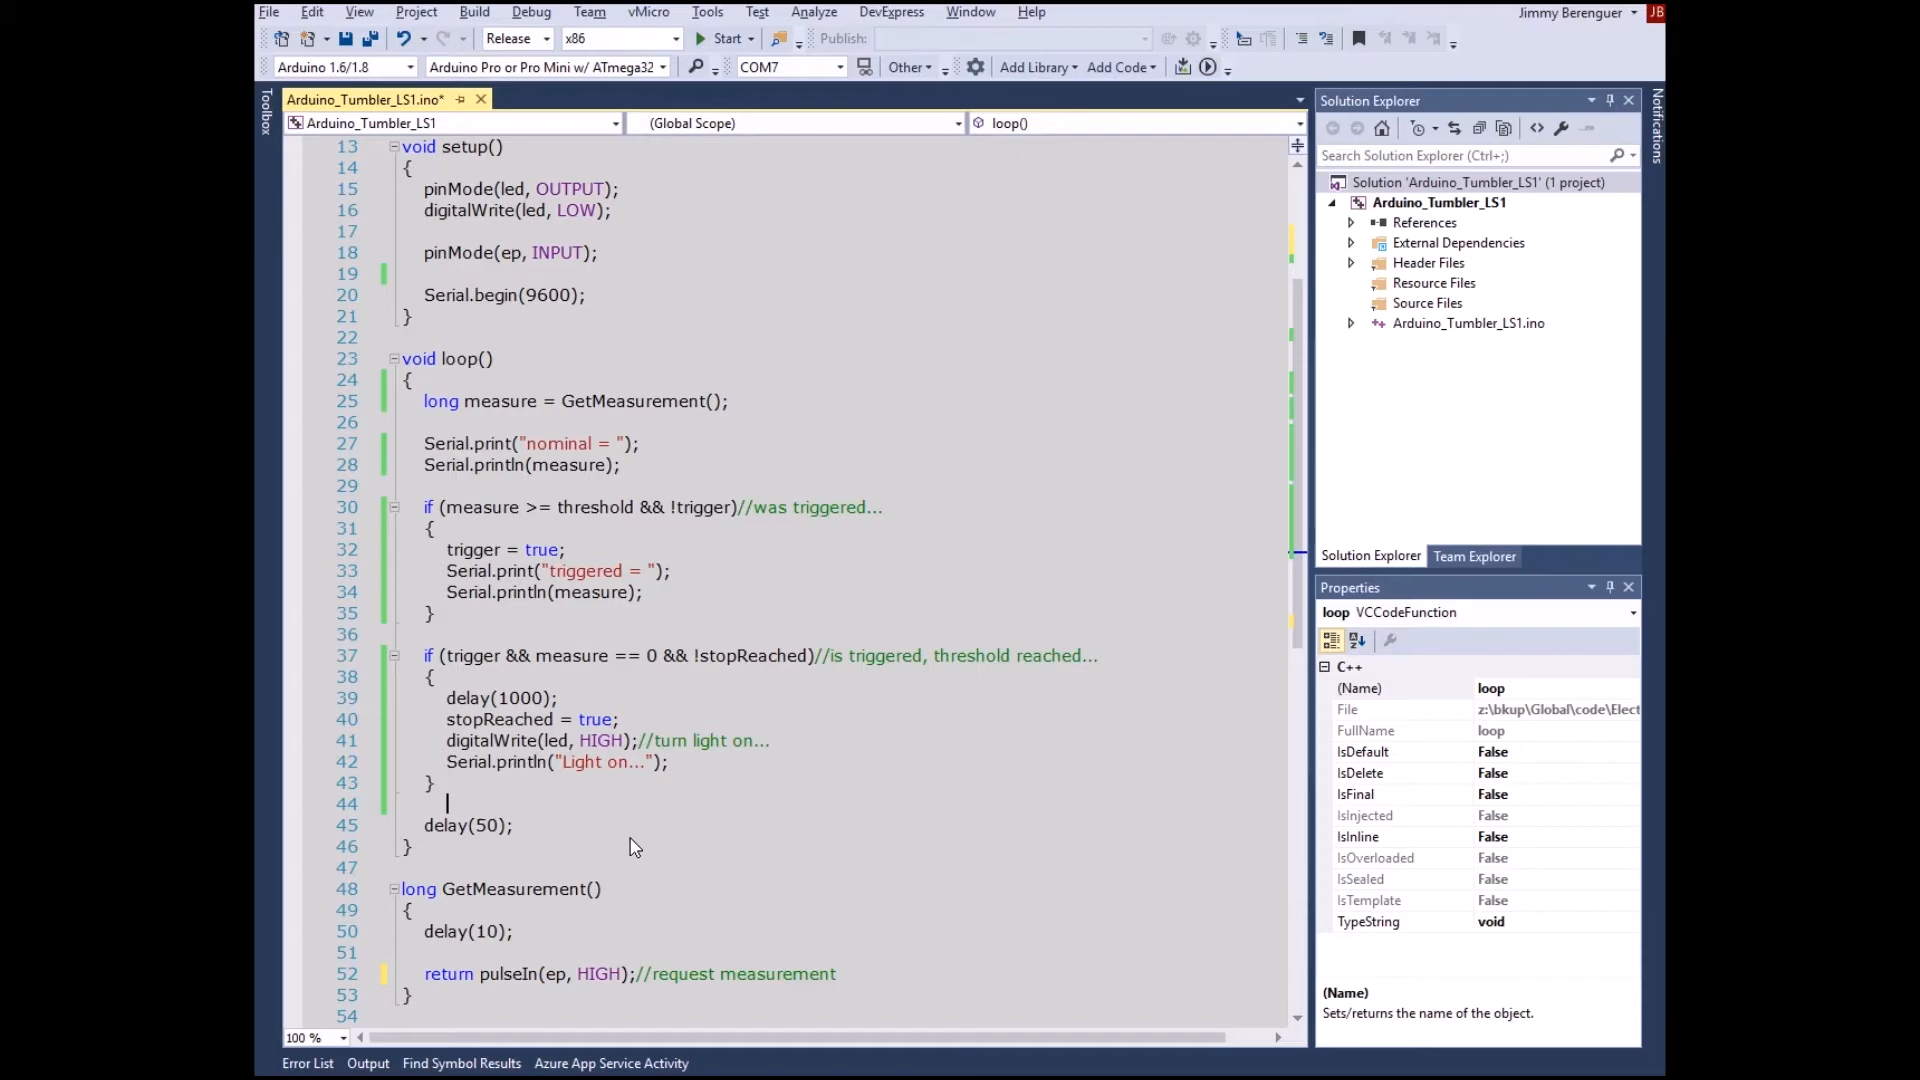 File Edit View Project Build Debug Team vMicro Tools Test Analyze DevExpress Window Help Jimmy Berenguer JB
Release x86 Start Publish:
Arduino 1.6/1.8 Arduino Pro or Pro Mini w/ ATmega32 COM7 Other Add Library Add Code
Toolbox
Arduino_Tumbler_LS1.ino*
Arduino_Tumbler_LS1 (Global Scope) loop()
13 void setup()
14 {
15 pinMode(led, OUTPUT);
16 digitalWrite(led, LOW);
17
18 pinMode(ep, INPUT);
19
20 Serial.begin(9600);
21 }
22
23 void loop()
24 {
25 long measure = GetMeasurement();
26
27 Serial.print("nominal = ");
28 Serial.println(measure);
29
30 if (measure >= threshold && !trigger)//was triggered...
31 {
32 trigger = true;
33 Serial.print("triggered = ");
34 Serial.println(measure);
35 }
36
37 if (trigger && measure == 0 && !stopReached)//is triggered, threshold reached...
38 {
39 delay(1000);
40 stopReached = true;
41 digitalWrite(led, HIGH);//turn light on...
42 Serial.println("Light on...");
43 }
44
45 delay(50);
46 }
47
48 long GetMeasurement()
49 {
50 delay(10);
51
52 return pulseIn(ep, HIGH);//request measurement
53 }
54
100 %
Error List Output Find Symbol Results Azure App Service Activity
Solution Explorer
Search Solution Explorer (Ctrl+;)
Solution 'Arduino_Tumbler_LS1' (1 project)
Arduino_Tumbler_LS1
References
External Dependencies
Header Files
Resource Files
Source Files
Arduino_Tumbler_LS1.ino
Solution Explorer Team Explorer
Properties
loop VCCodeFunction
C++
(Name) loop
File z:\bkup\Global\code\Elect
FullName loop
IsDefault False
IsDelete False
IsFinal False
IsInjected False
IsInline False
IsOverloaded False
IsSealed False
IsTemplate False
TypeString void
(Name)
Sets/returns the name of the object.
Notifications